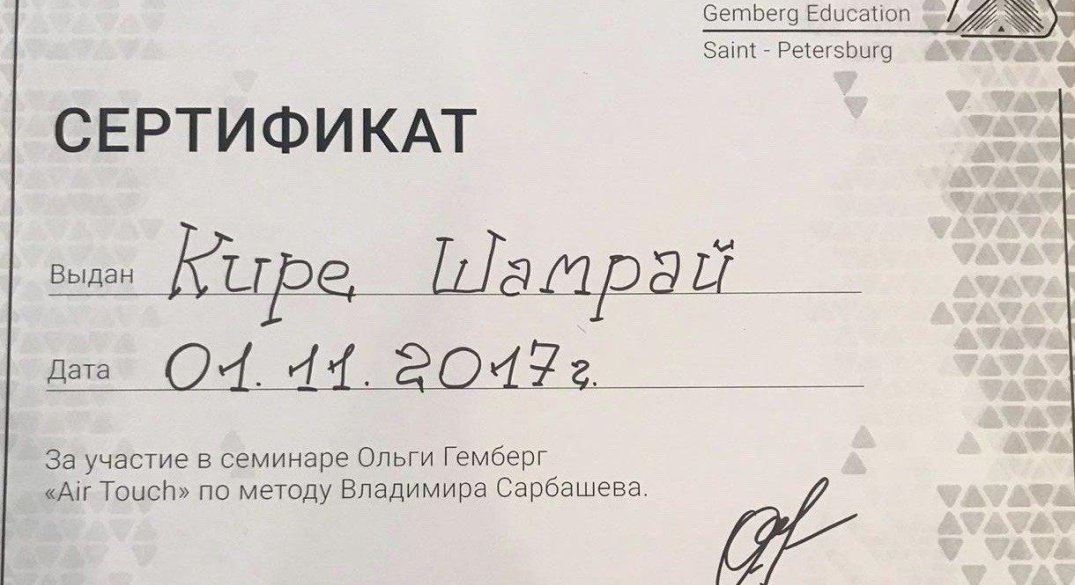 Gemberg Education
Saint - Petersburg
СЕРТИФИКАТ
Выдан Кире Шамрай
Дата 01.11.2017г.
За участие в семинаре Ольги Гемберг
«Air Touch» по методу Владимира Сарбашева.